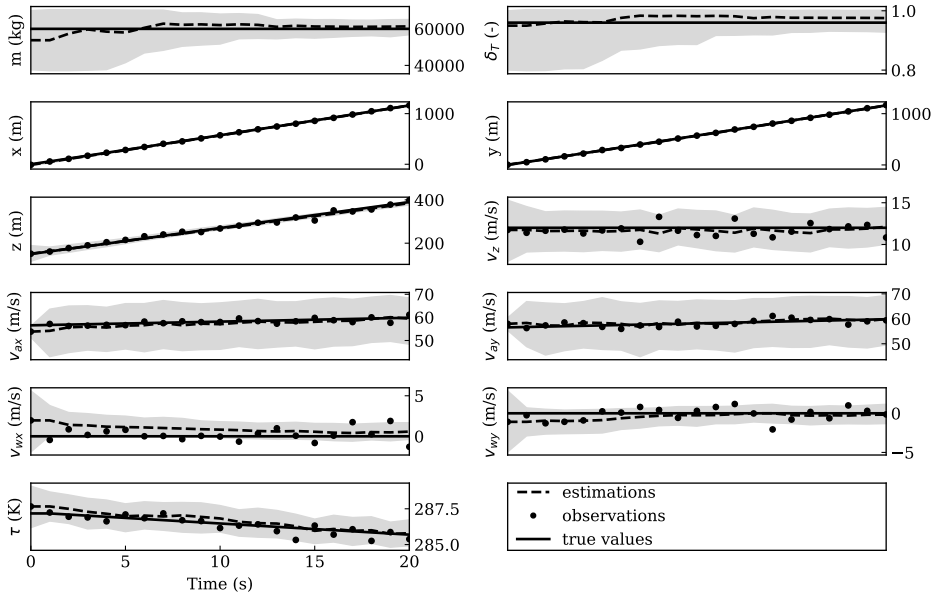 m (kg)
60000
40000
δ_T (-)
1.0
0.8
x (m)
1000
0
y (m)
1000
0
z (m)
400
200
v_z (m/s)
15
10
v_ax (m/s)
70
60
50
v_ay (m/s)
70
60
50
v_wx (m/s)
5
0
v_wy (m/s)
0
−5
τ (K)
287.5
285.0
0 5 10 15 20
Time (s)
estimations
observations
true values